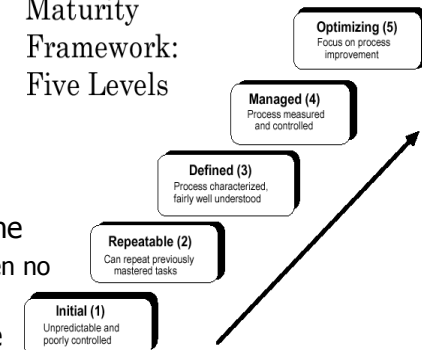 Maturity
Framework:
Five Levels
Optimizing (5)
Focus on process
improvement
Managed (4)
Process measured
and controlled
Defined (3)
Process characterized,
fairly well understood
Repeatable (2)
Can repeat previously
mastered tasks
Initial (1)
Unpredictable and
poorly controlled
no